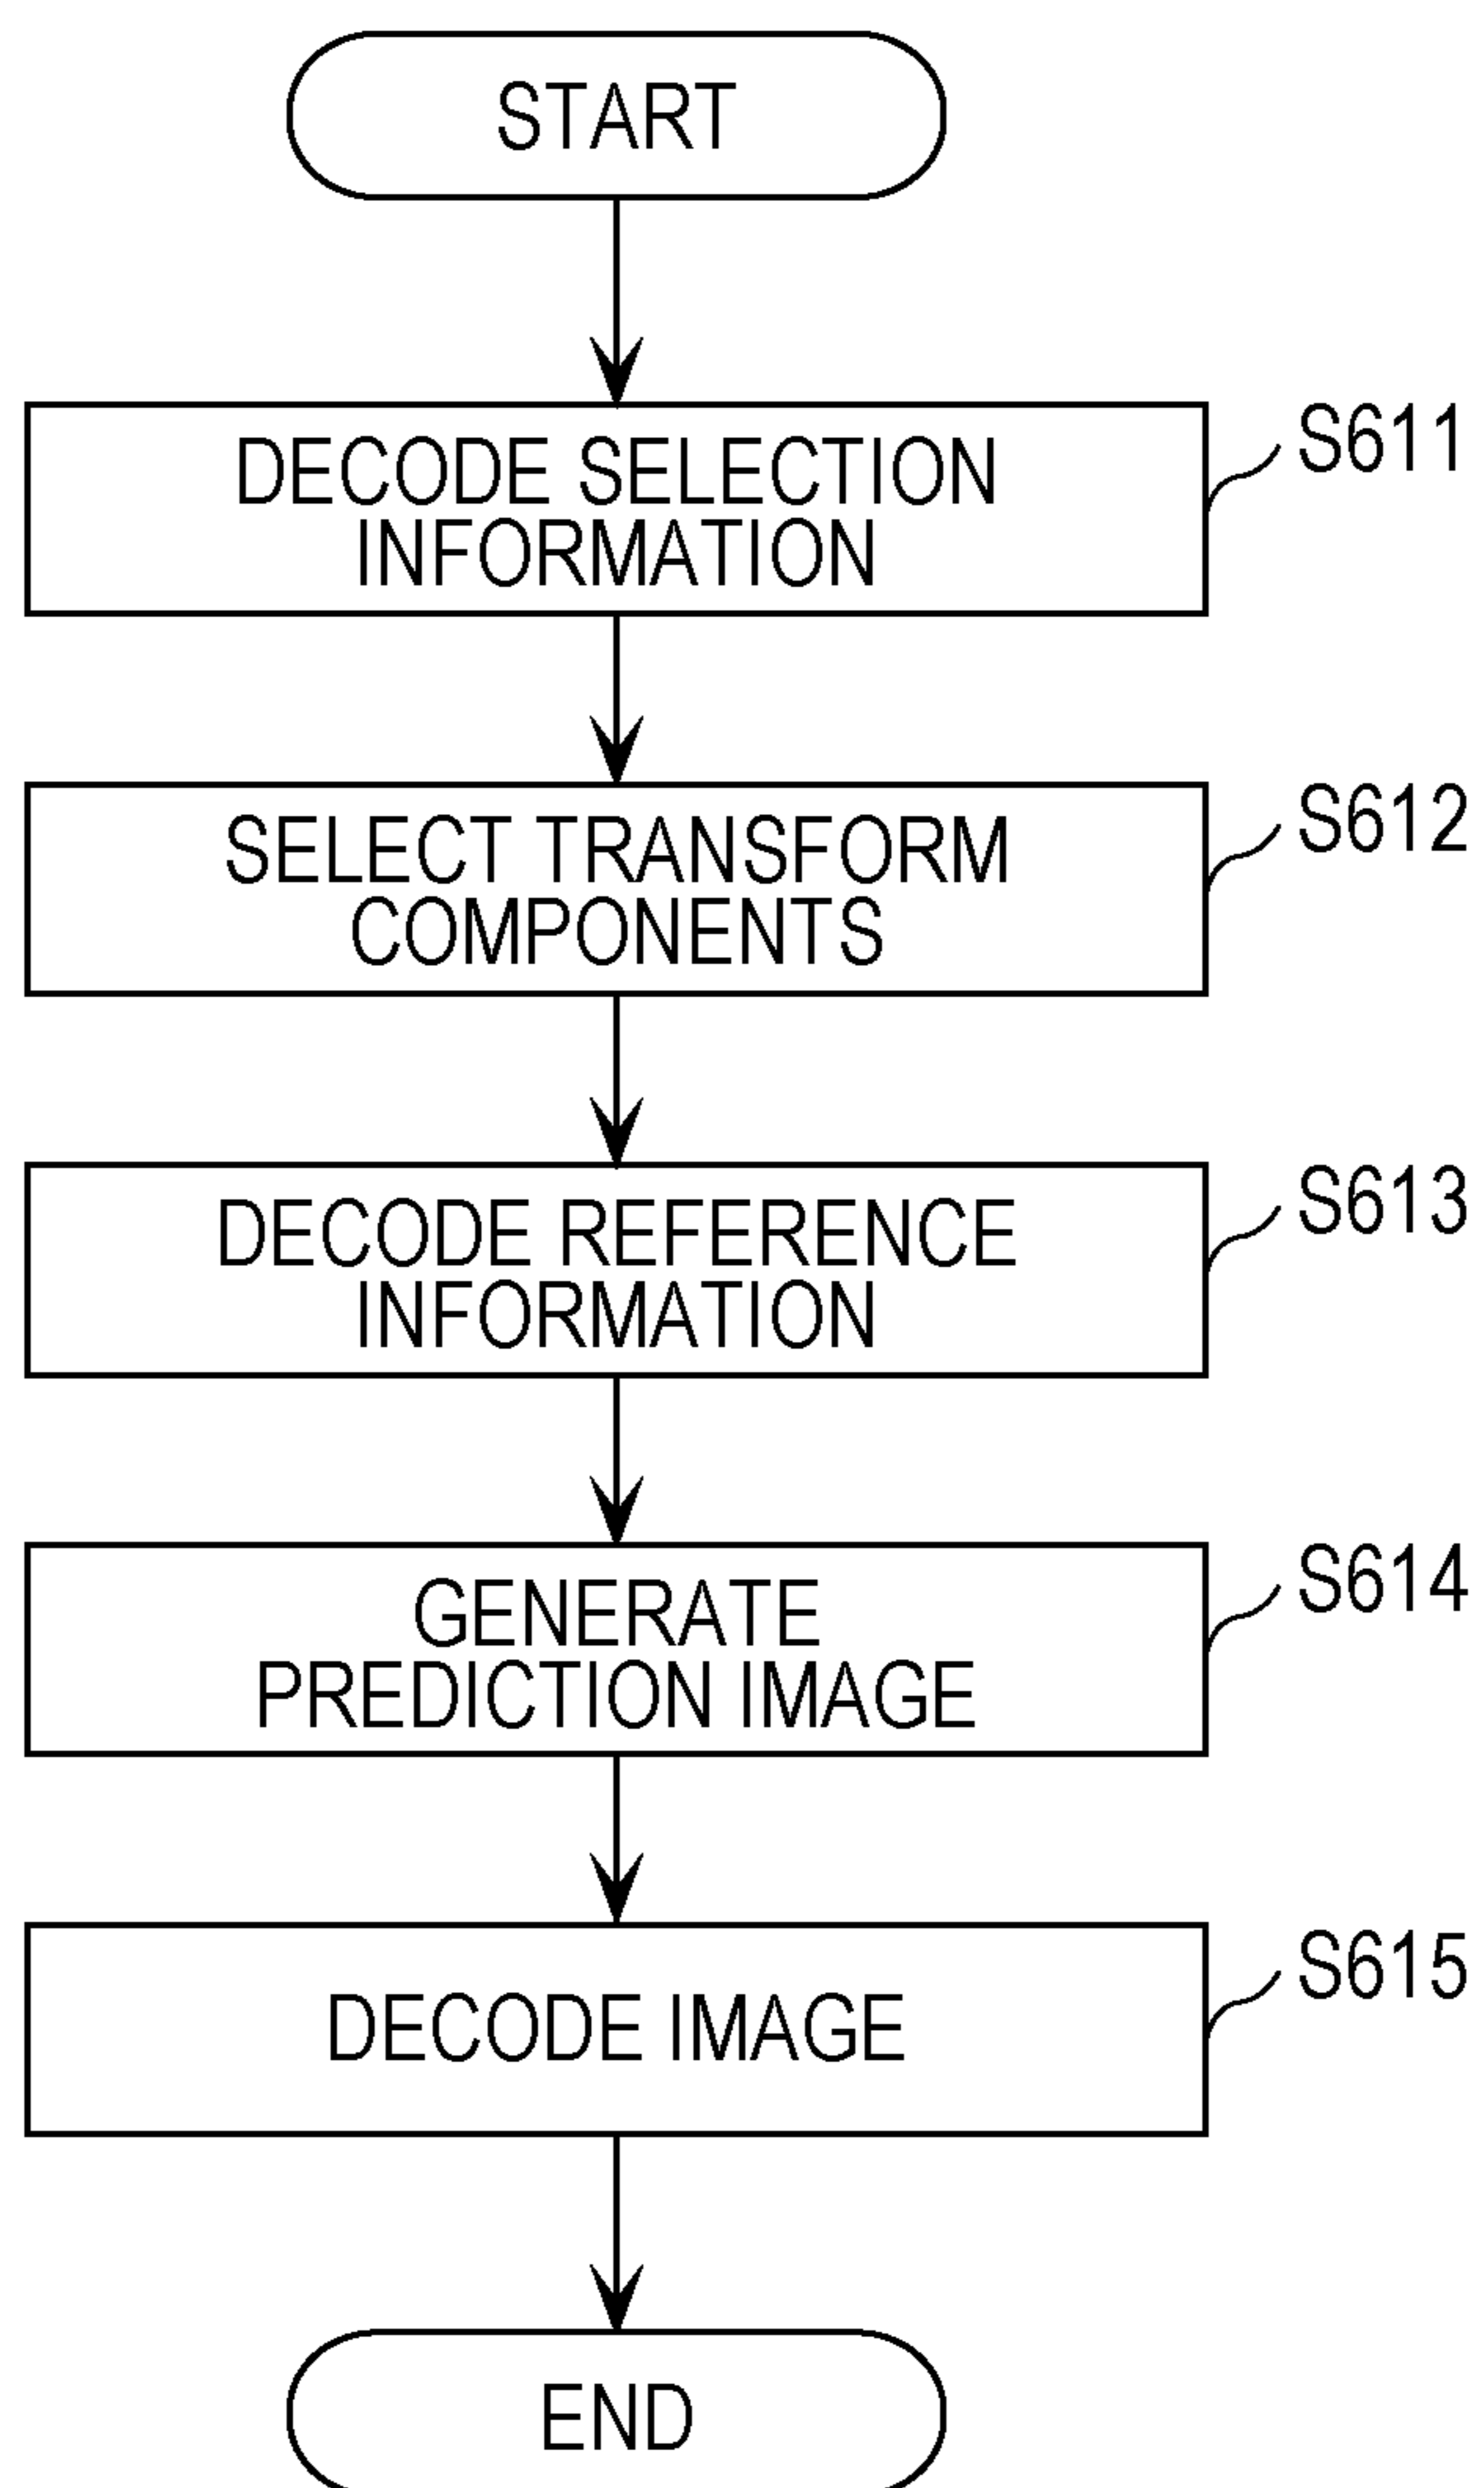 START
DECODE SELECTION
INFORMATION
S611
SELECT TRANSFORM
COMPONENTS
S612
DECODE REFERENCE
INFORMATION
S613
GENERATE
PREDICTION IMAGE
S614
DECODE IMAGE
S615
END